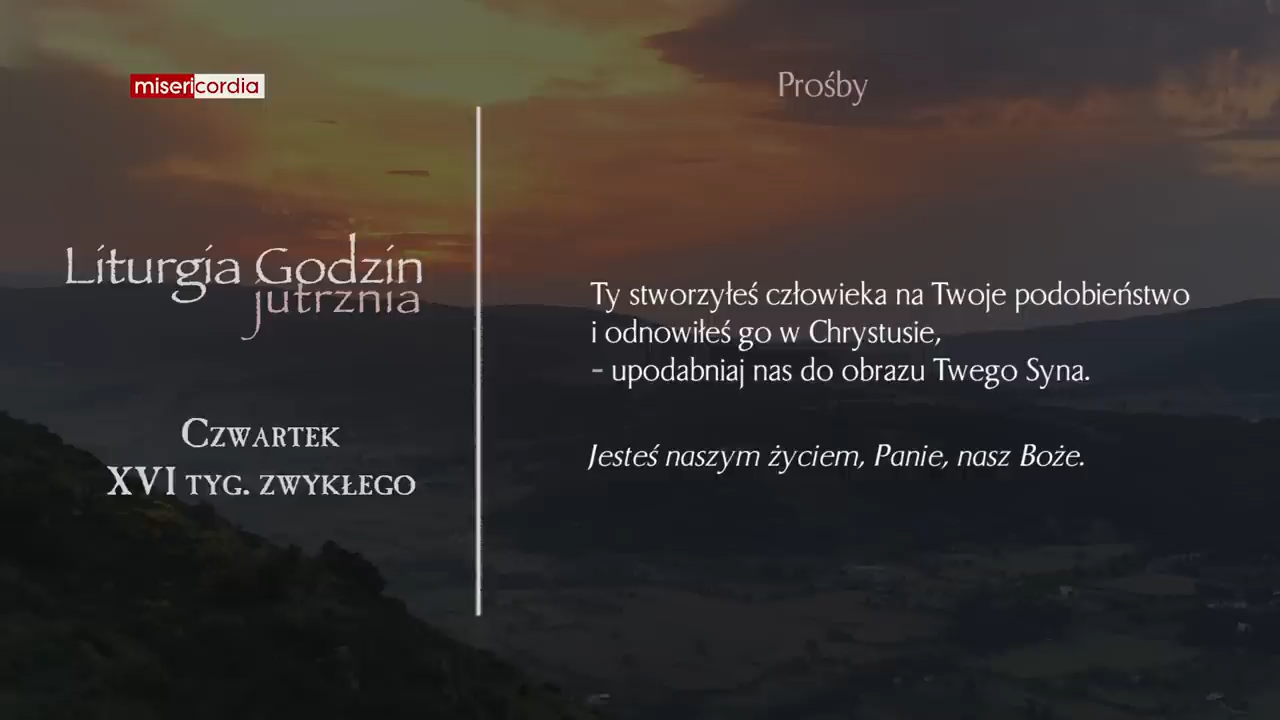 misericordia
Prośby
Liturgia Godzin
jutrznia
Czwartek
XVI tyg. zwykłego
Ty stworzyłeś człowieka na Twoje podobieństwo
i odnowiłeś go w Chrystusie,
- upodabniaj nas do obrazu Twego Syna.
Jesteś naszym życiem, Panie, nasz Boże.